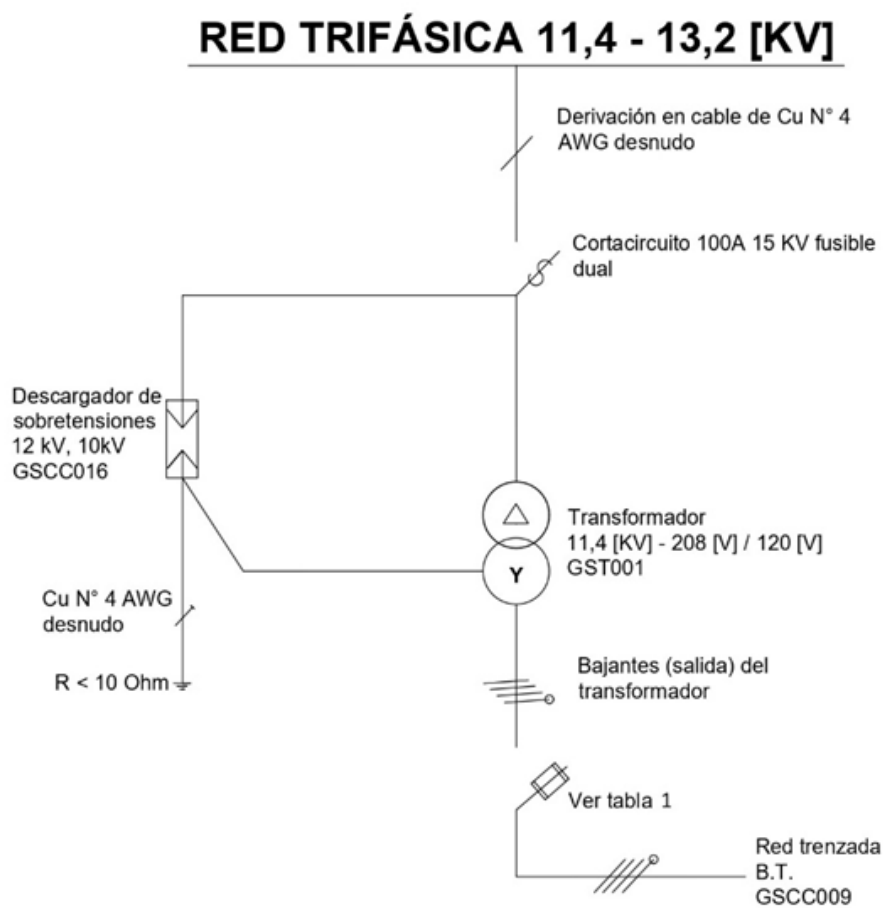 RED TRIFÁSICA 11,4 - 13,2 [KV]
Derivación en cable de Cu N° 4
AWG desnudo
Cortacircuito 100A 15 KV fusible
dual
Descargador de
sobretensiones
12 kV, 10kV
GSCC016
Transformador
11,4 [KV] - 208 [V] / 120 [V]
GST001
Y
Cu N° 4 AWG
desnudo
R < 10 Ohm
Bajantes (salida) del
transformador
Ver tabla 1
Red trenzada
B.T.
GSCC009